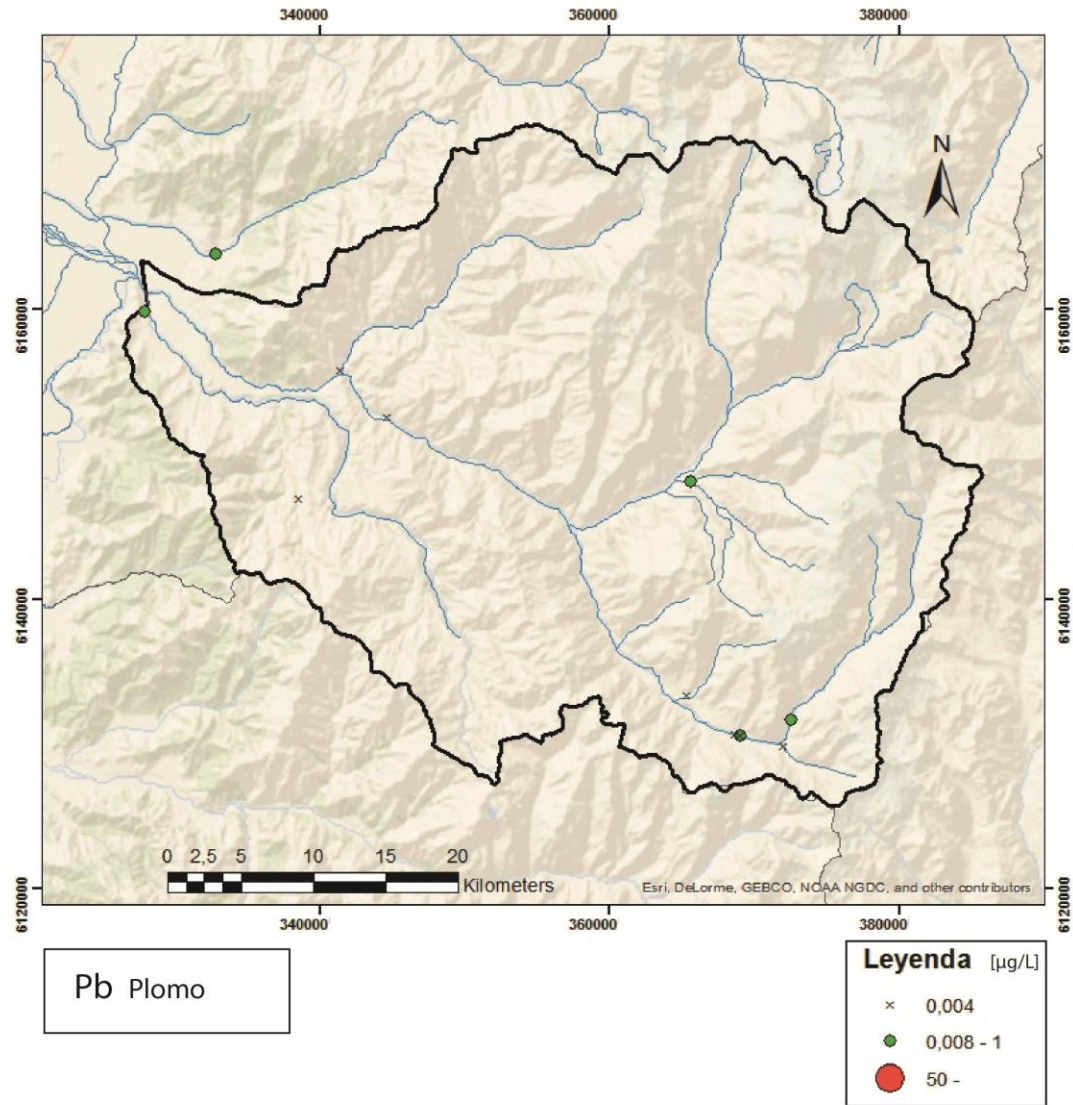 340000 360000 380000
N
6160000 6160000
6140000 6140000
0 2,5 5 10 15 20
Kilometers
Esri, DeLorme, GEBCO, NOAA NGDC, and other contributors
6120000 6120000
340000 360000 380000
Pb Plomo
Leyenda [µg/L]
× 0,004
0,008 - 1
50 -